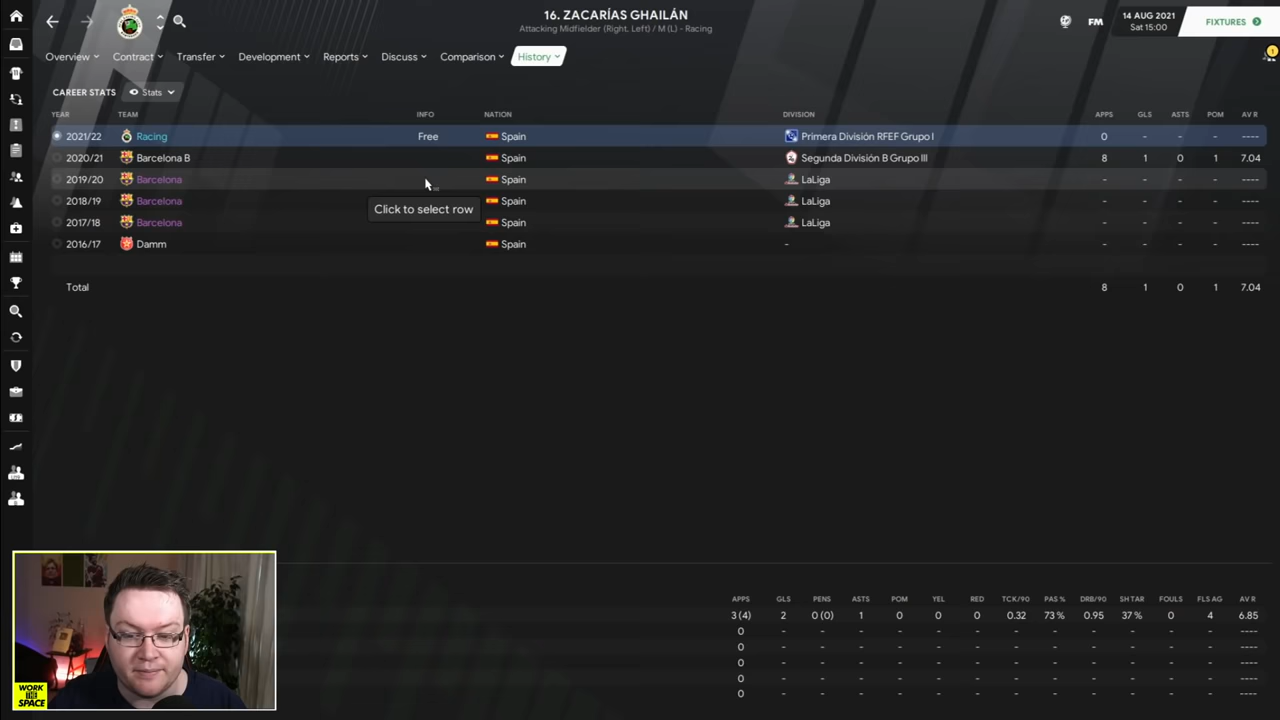 16. ZACARÍAS GHAILÁN
Attacking Midfielder (Right, Left) / M (L) - Racing
FM
14 AUG 2021
Sat 15:00
FIXTURES
1
Overview Contract Transfer Development Reports Discuss Comparison History
CAREER STATS Stats
YEAR TEAM INFO NATION DIVISION APPS GLS ASTS POM AV R
2021/22 Racing Free Spain Primera División RFEF Grupo I 0 - - - ----
2020/21 Barcelona B Spain Segunda División B Grupo III 8 1 0 1 7.04
2019/20 Barcelona Spain LaLiga - - - - ----
2018/19 Barcelona Spain LaLiga - - - - ----
2017/18 Barcelona Spain LaLiga - - - - ----
2016/17 Damm Spain - - - - - ----
Click to select row
Total 8 1 0 1 7.04
APPS GLS PENS ASTS POM YEL RED TCK/90 PAS % DRB/90 SH TAR FOULS FLS AG AV R
3 (4) 2 0 (0) 1 0 0 0 0.32 73 % 0.95 37 % 0 4 6.85
0 - - - - - - - - - - - - ----
0 - - - - - - - - - - - - ----
0 - - - - - - - - - - - - ----
0 - - - - - - - - - - - - ----
0 - - - - - - - - - - - - ----
WORK
THE
SPACE